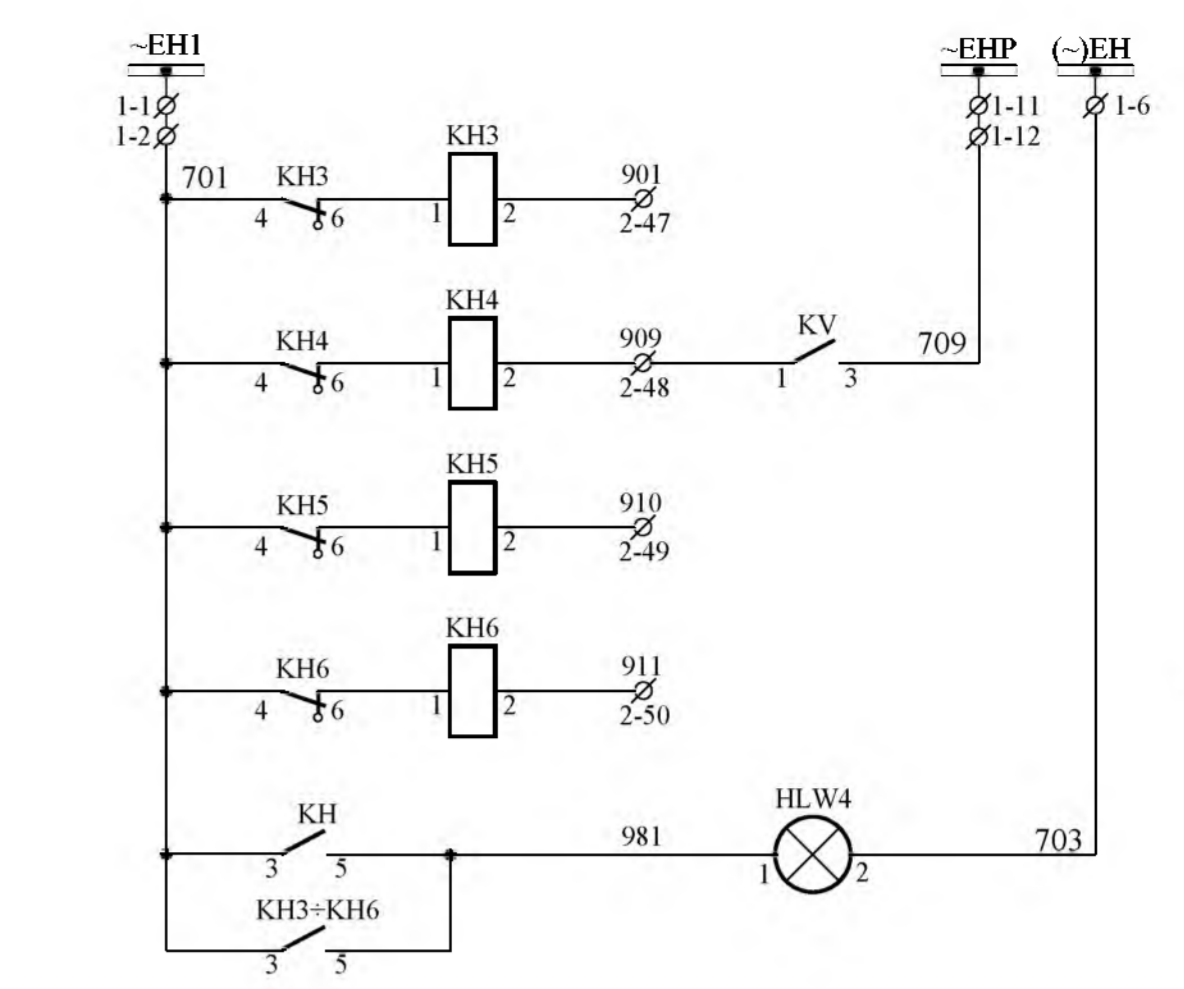 ~EH1 ~EHP (~)EH
1-1 1-11 1-6
1-2 1-12
KH3
701 KH3 901
4 6 1 2 2-47
KH4
KH4 909 KV 709
4 6 1 2 2-48 1 3
KH5
KH5 910
4 6 1 2 2-49
KH6
KH6 911
4 6 1 2 2-50
HLW4
KH 981 703
3 5 1 2
KH3÷KH6
3 5